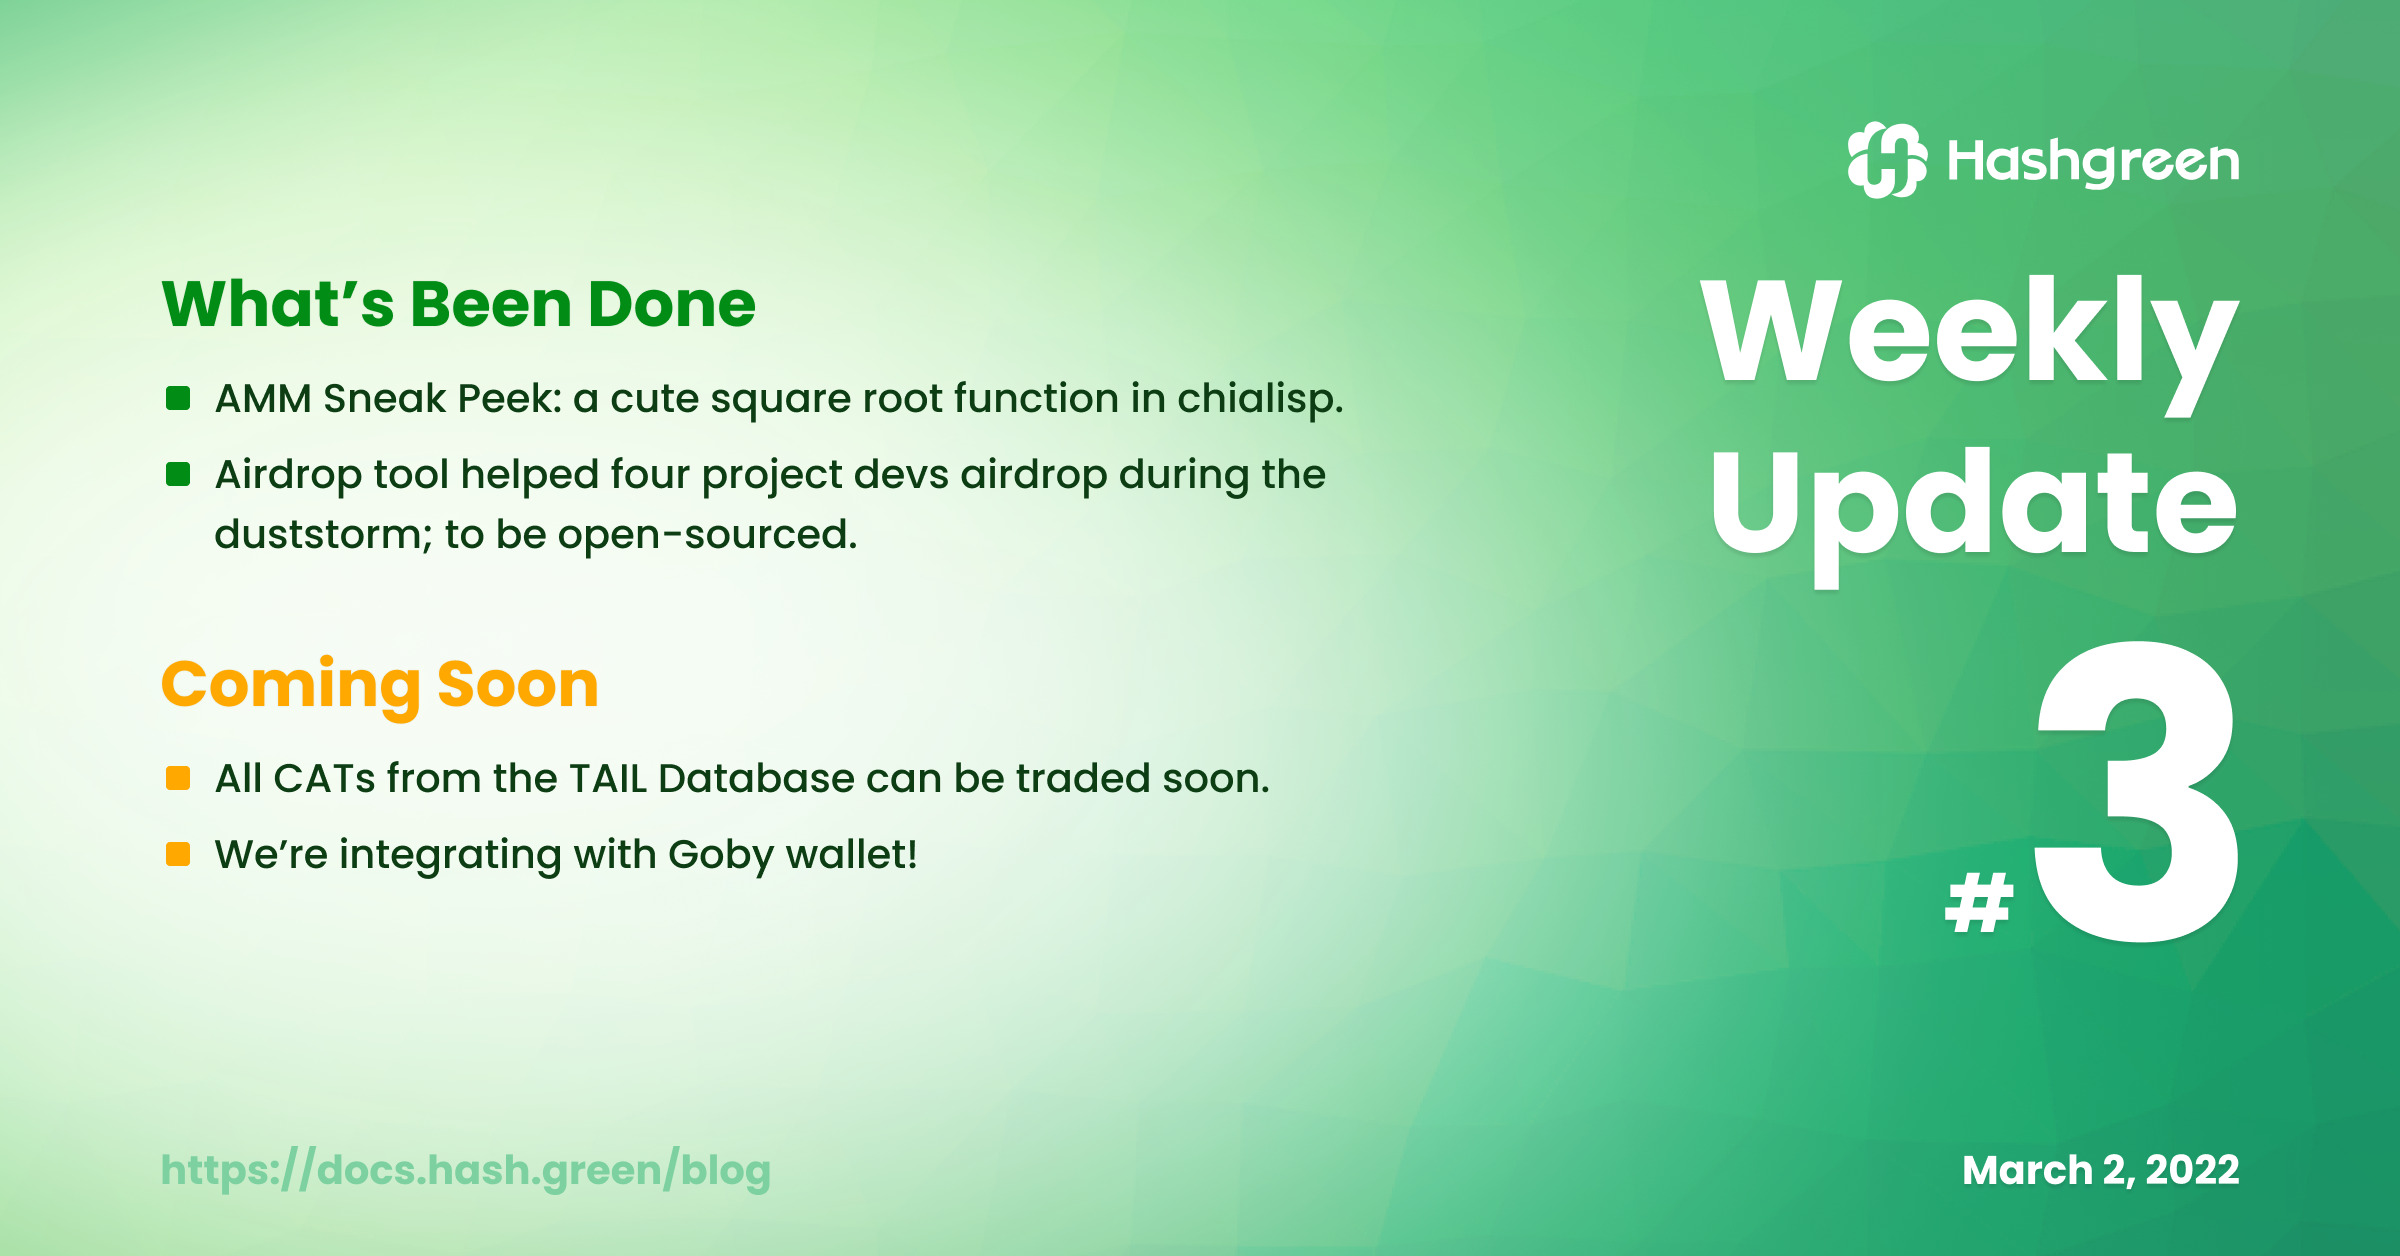 Hashgreen
Weekly
Update
#3
What’s Been Done
AMM Sneak Peek: a cute square root function in chialisp.
Airdrop tool helped four project devs airdrop during the
duststorm; to be open-sourced.
Coming Soon
All CATs from the TAIL Database can be traded soon.
We’re integrating with Goby wallet!
https://docs.hash.green/blog
March 2, 2022